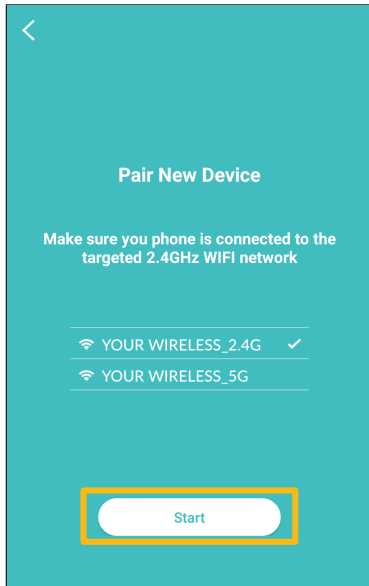 Pair New Device
Make sure you phone is connected to the
targeted 2.4GHz WIFI network
YOUR WIRELESS_2.4G
YOUR WIRELESS_5G
Start